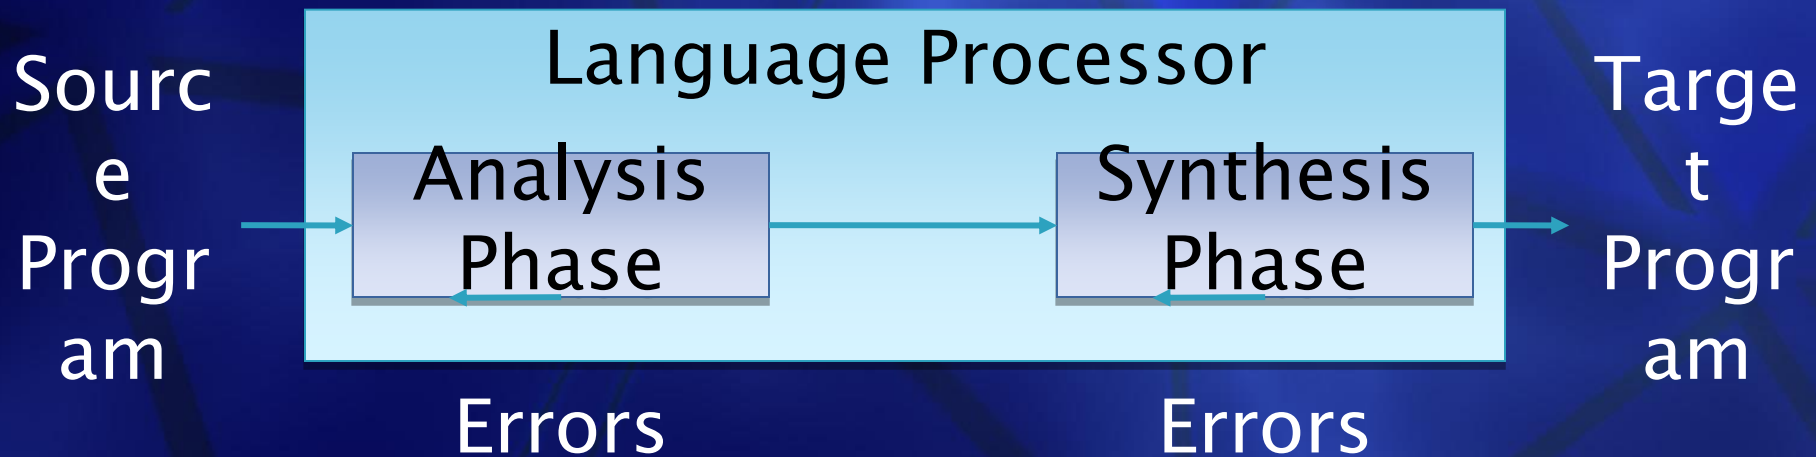 Language Processor
Sourc
e
Progr
am
Analysis
Phase
Synthesis
Phase
Targe
t
Progr
am
Errors
Errors